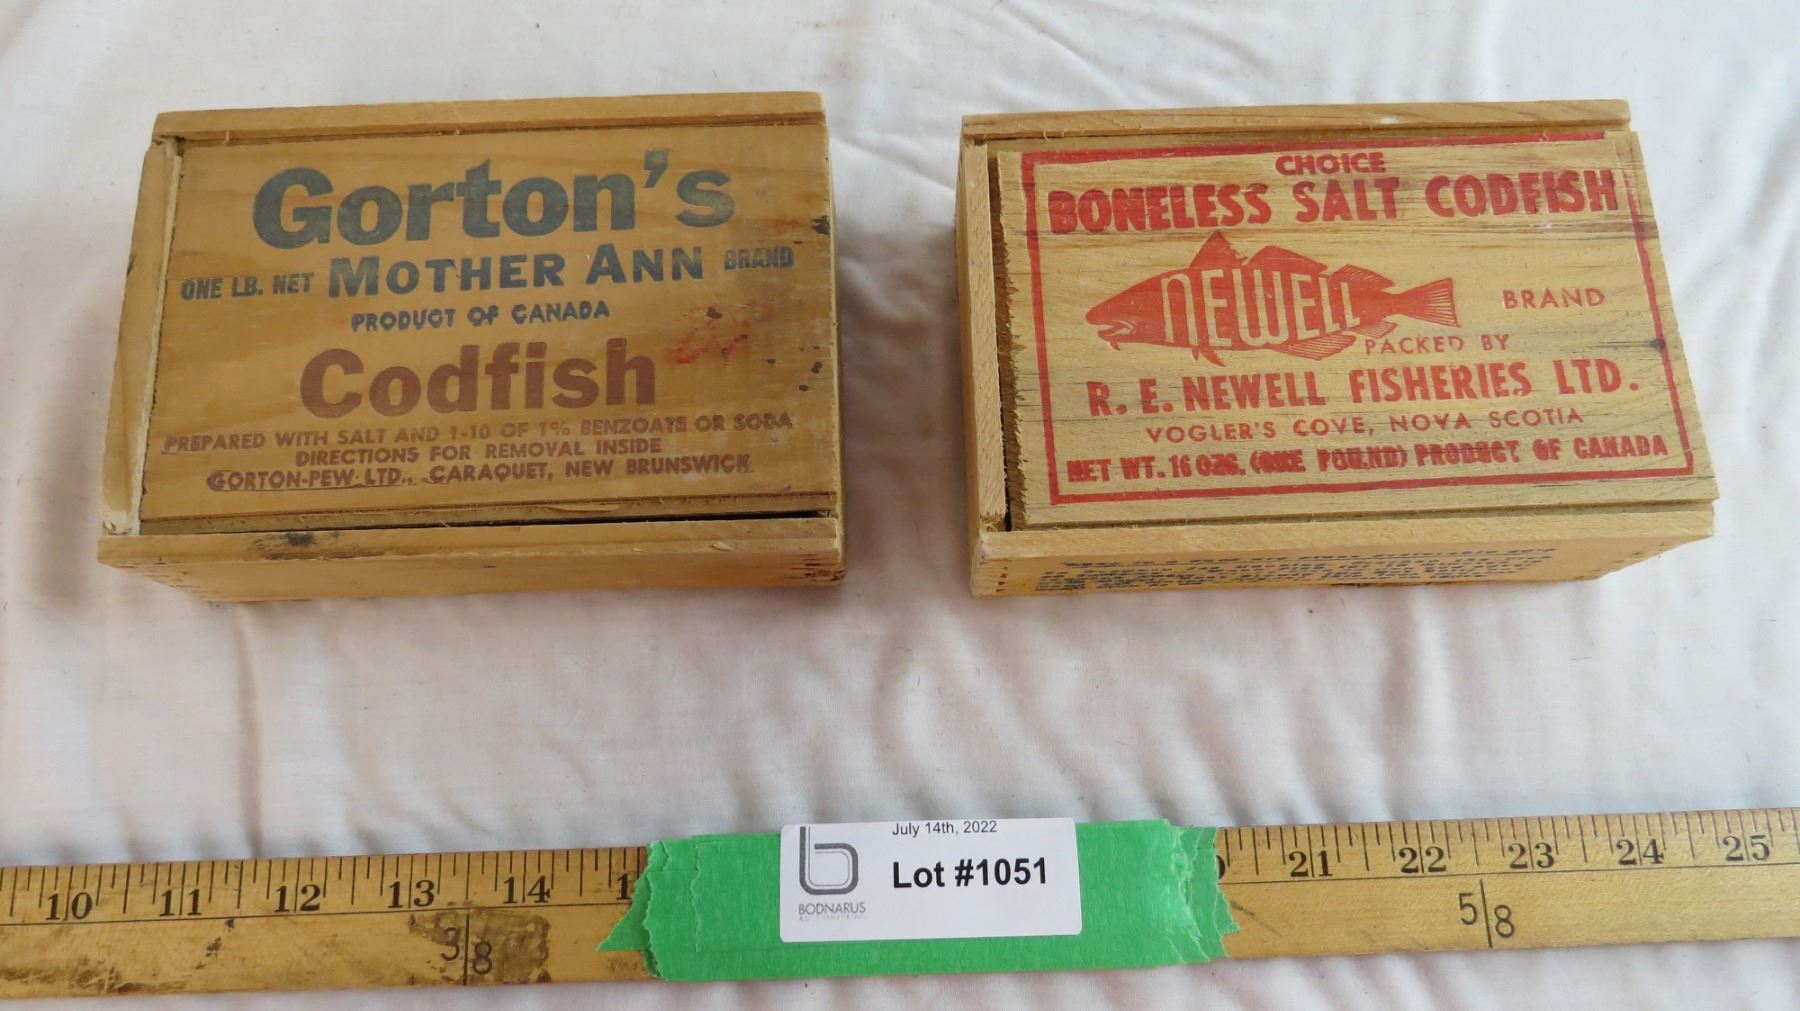 Gorton's
ONE LB. NET MOTHER ANN BRAND
PRODUCT OF CANADA
Codfish
PREPARED WITH SALT AND 1-10 OF 1% BENZOATE OR SODA
DIRECTIONS FOR REMOVAL INSIDE
GORTON-PEW LTD., CARAQUET, NEW BRUNSWICK
CHOICE
BONELESS SALT CODFISH
NEWELL BRAND
PACKED BY
R. E. NEWELL FISHERIES LTD.
VOGLER'S COVE, NOVA SCOTIA
NET WT. 16 OZS. (ONE POUND) PRODUCT OF CANADA
July 14th, 2022
Lot #1051
BODNARUS
10 11 12 13 14 21 22 23 24 25
3|8 5|8